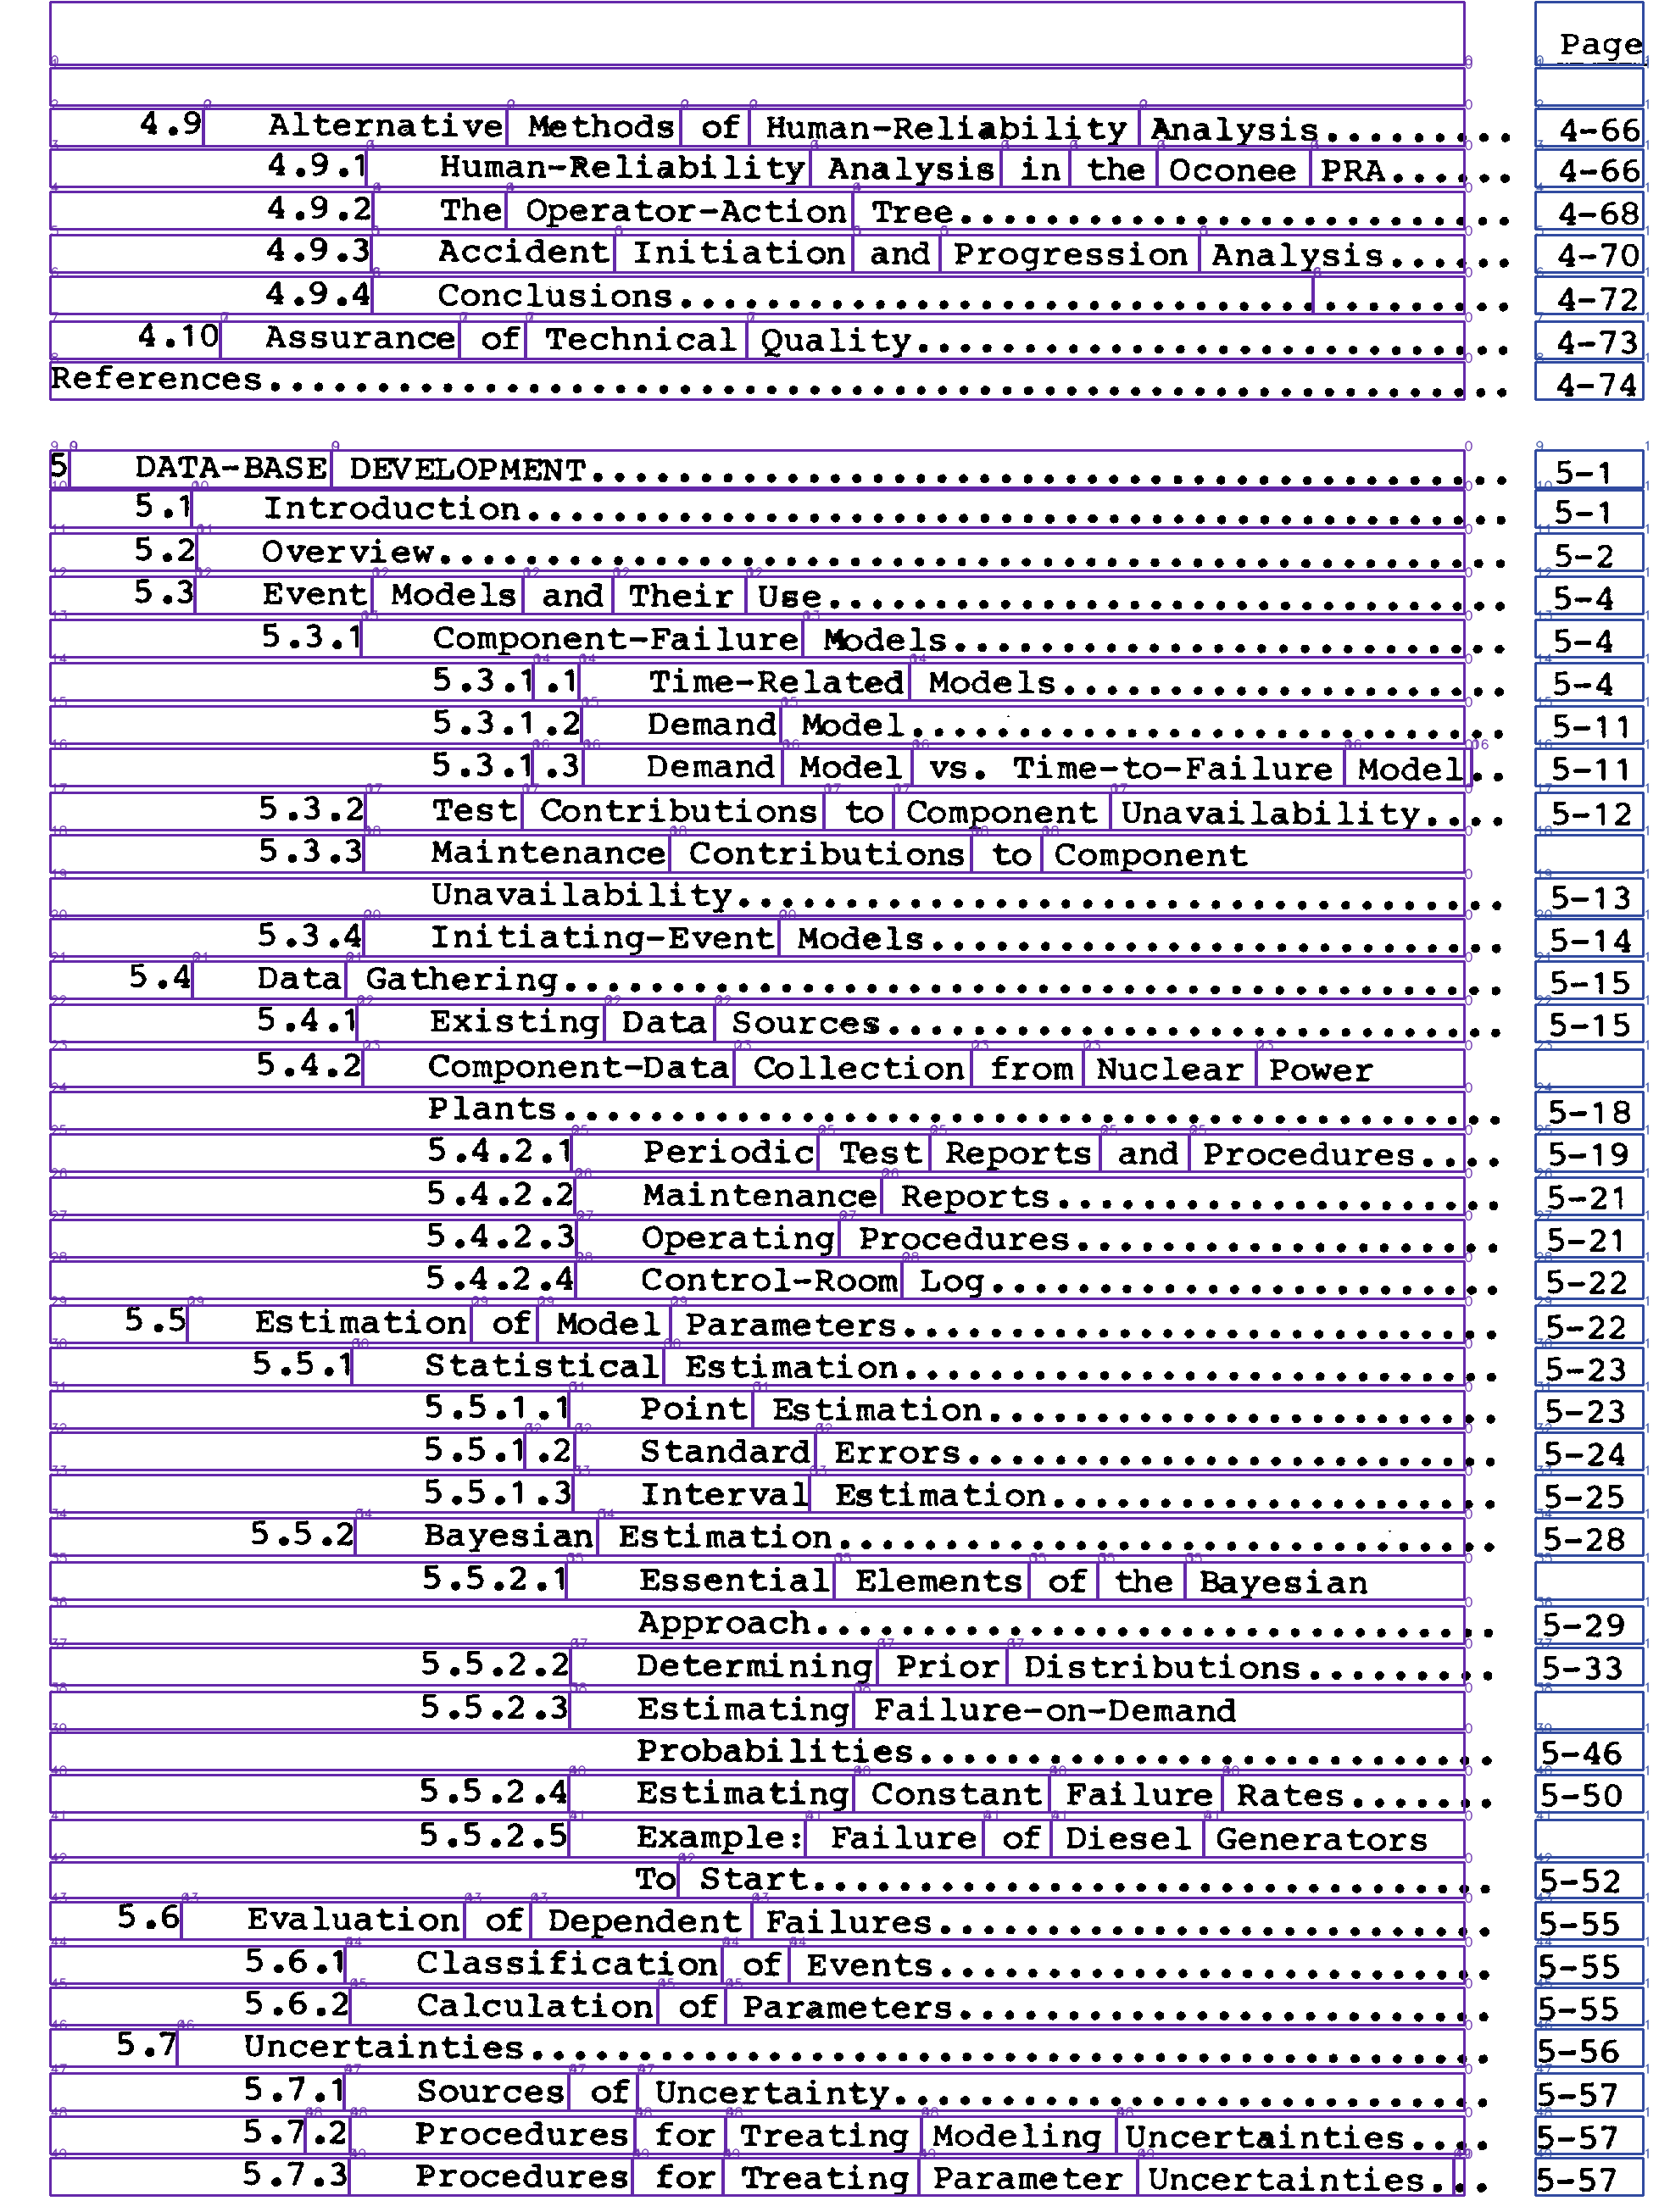 Page
4.9 Alternative Methods of Human-Reliability Analysis......... 4-66
4.9.1 Human-Reliability Analysis in the Oconee PRA...... 4-66
4.9.2 The Operator-Action Tree.......................... 4-68
4.9.3 Accident Initiation and Progression Analysis...... 4-70
4.9.4 Conclusions....................................... 4-72
4.10 Assurance of Technical Quality............................ 4-73
References.......................................................... 4-74
5 DATA-BASE DEVELOPMENT........................................... 5-1
5.1 Introduction.............................................. 5-1
5.2 Overview.................................................. 5-2
5.3 Event Models and Their Use................................ 5-4
5.3.1 Component-Failure Models.......................... 5-4
5.3.1.1 Time-Related Models..................... 5-4
5.3.1.2 Demand Model............................ 5-11
5.3.1.3 Demand Model vs. Time-to-Failure Model.. 5-11
5.3.2 Test Contributions to Component Unavailability.... 5-12
5.3.3 Maintenance Contributions to Component
Unavailability.................................... 5-13
5.3.4 Initiating-Event Models........................... 5-14
5.4 Data Gathering............................................ 5-15
5.4.1 Existing Data Sources............................. 5-15
5.4.2 Component-Data Collection from Nuclear Power
Plants............................................ 5-18
5.4.2.1 Periodic Test Reports and Procedures.... 5-19
5.4.2.2 Maintenance Reports..................... 5-21
5.4.2.3 Operating Procedures.................... 5-21
5.4.2.4 Control-Room Log........................ 5-22
5.5 Estimation of Model Parameters............................ 5-22
5.5.1 Statistical Estimation............................ 5-23
5.5.1.1 Point Estimation........................ 5-23
5.5.1.2 Standard Errors......................... 5-24
5.5.1.3 Interval Estimation..................... 5-25
5.5.2 Bayesian Estimation............................... 5-28
5.5.2.1 Essential Elements of the Bayesian
Approach................................ 5-29
5.5.2.2 Determining Prior Distributions......... 5-33
5.5.2.3 Estimating Failure-on-Demand
Probabilities........................... 5-46
5.5.2.4 Estimating Constant Failure Rates....... 5-50
5.5.2.5 Example: Failure of Diesel Generators
To Start................................ 5-52
5.6 Evaluation of Dependent Failures.......................... 5-55
5.6.1 Classification of Events.......................... 5-55
5.6.2 Calculation of Parameters......................... 5-55
5.7 Uncertainties............................................. 5-56
5.7.1 Sources of Uncertainty............................ 5-57
5.7.2 Procedures for Treating Modeling Uncertainties.... 5-57
5.7.3 Procedures for Treating Parameter Uncertainties... 5-57